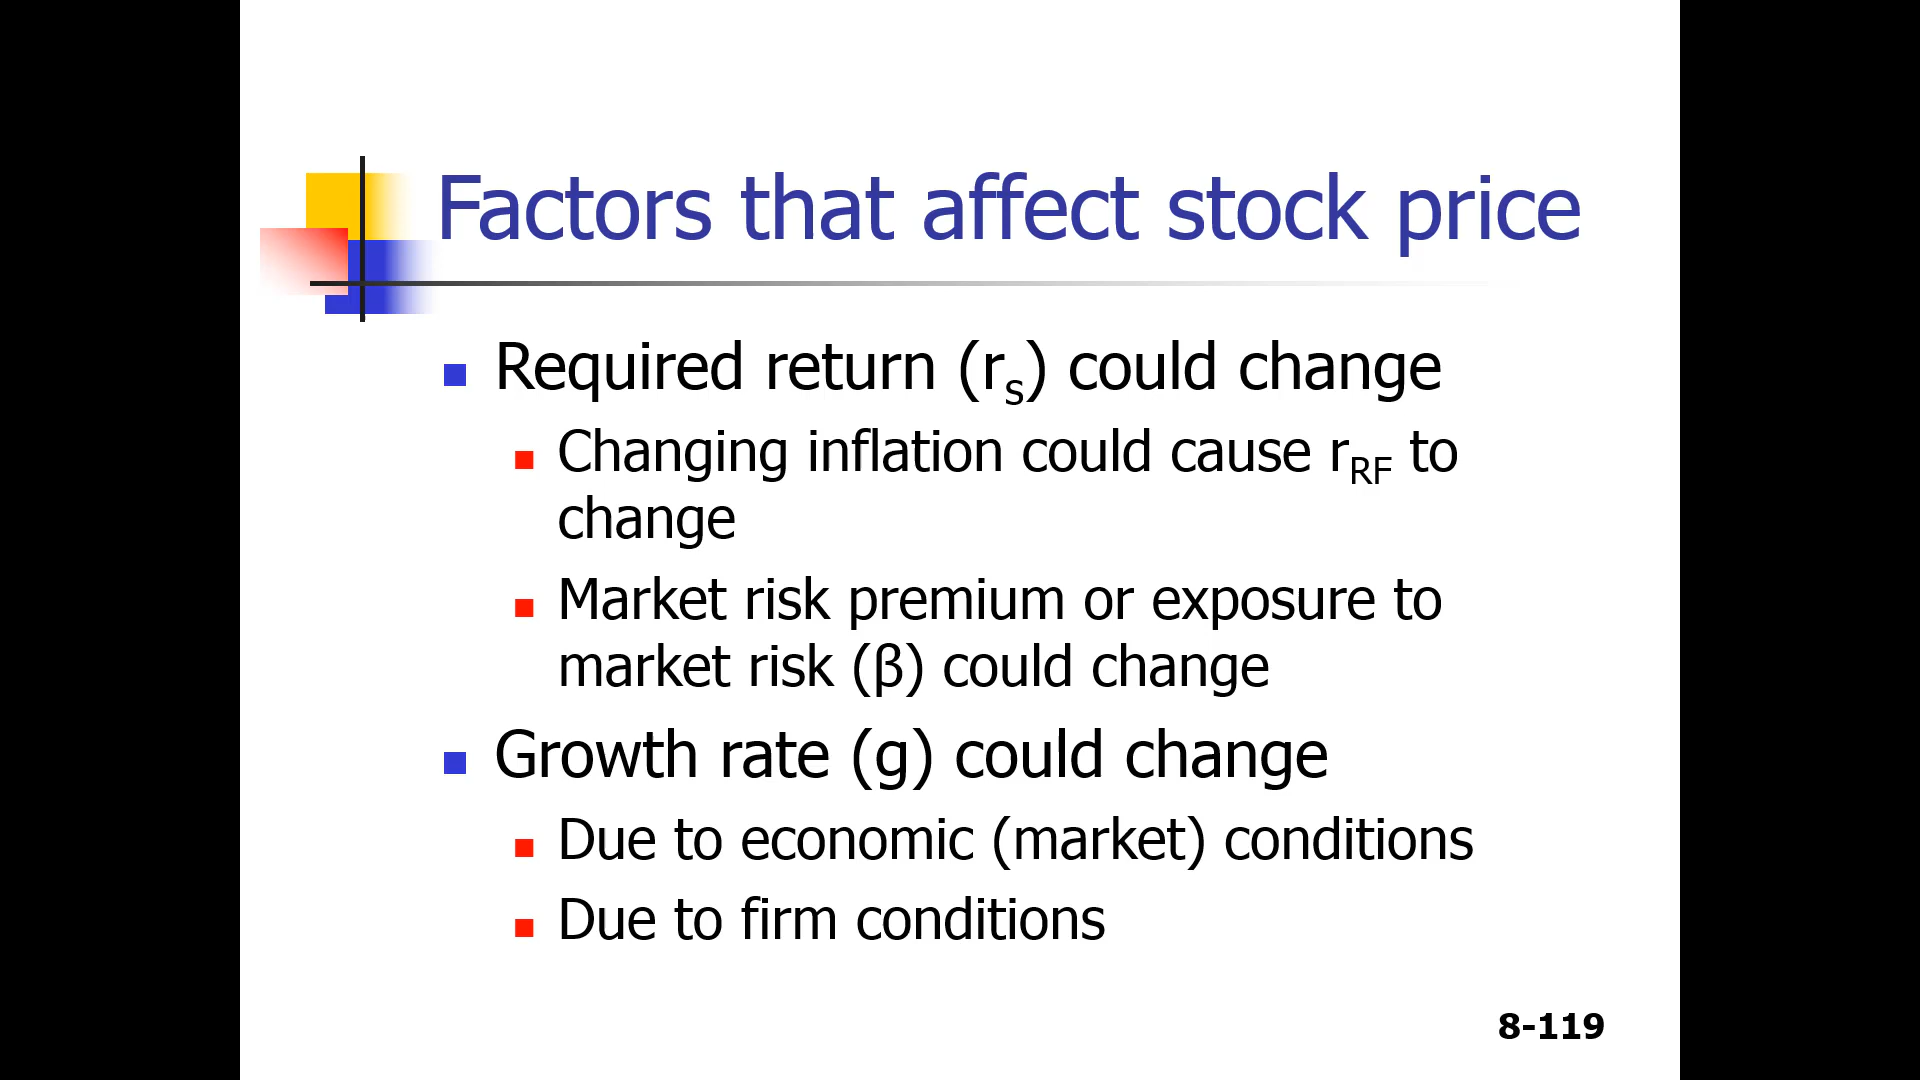 Factors that affect stock price
Required return (rₛ) could change
Changing inflation could cause r_RF to
change
Market risk premium or exposure to
market risk (β) could change
Growth rate (g) could change
Due to economic (market) conditions
Due to firm conditions
8-119